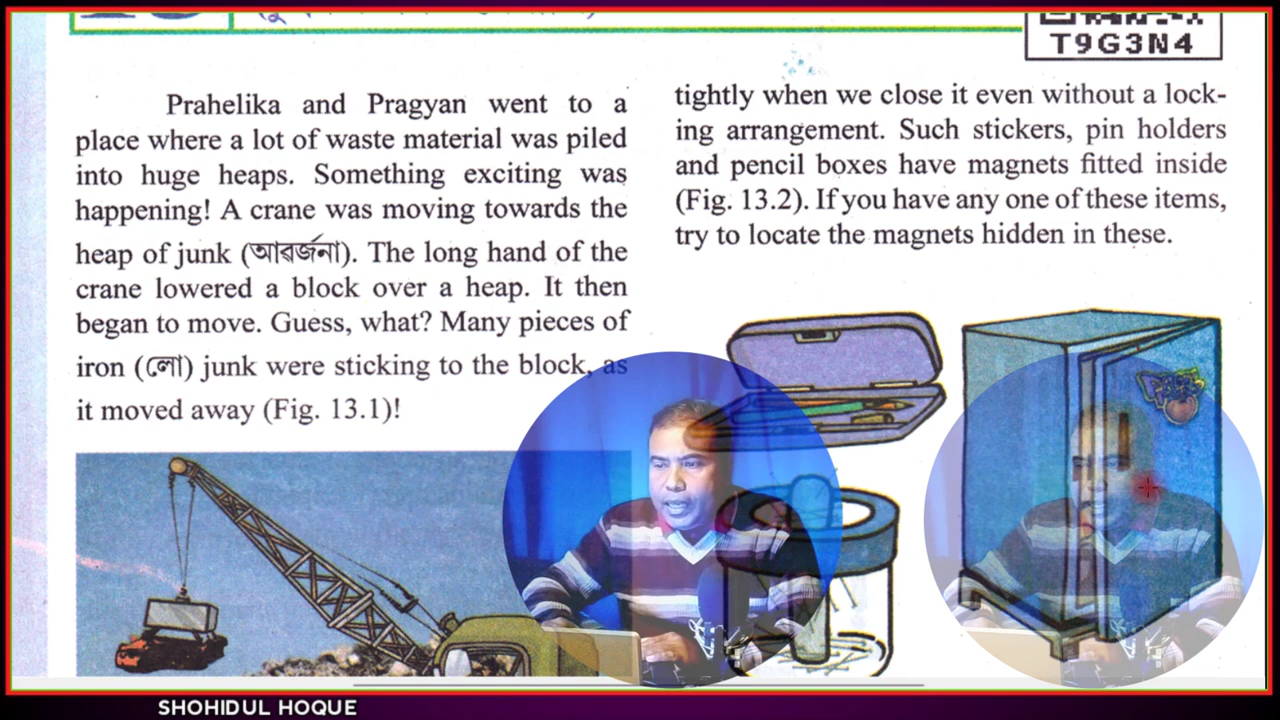 T9G3N4
Prahelika and Pragyan went to a
place where a lot of waste material was piled
into huge heaps. Something exciting was
happening! A crane was moving towards the
heap of junk (আৱৰ্জনা). The long hand of the
crane lowered a block over a heap. It then
began to move. Guess, what? Many pieces of
iron (লো) junk were sticking to the block, as
it moved away (Fig. 13.1)!
tightly when we close it even without a lock-
ing arrangement. Such stickers, pin holders
and pencil boxes have magnets fitted inside
(Fig. 13.2). If you have any one of these items,
try to locate the magnets hidden in these.
SHOHIDUL HOQUE